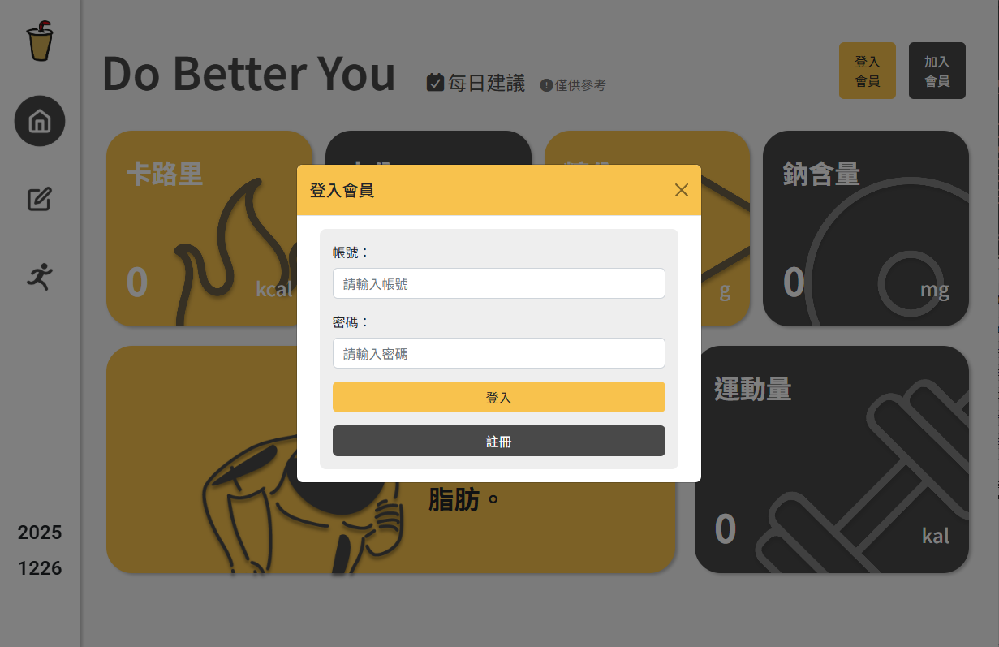 Do Better You
每日建議
僅供參考
登入
會員
加入
會員
卡路里
0
kcal
g
鈉含量
0
mg
登入會員
帳號：
請輸入帳號
密碼：
請輸入密碼
登入
註冊
脂肪。
運動量
0
kal
2025
1226